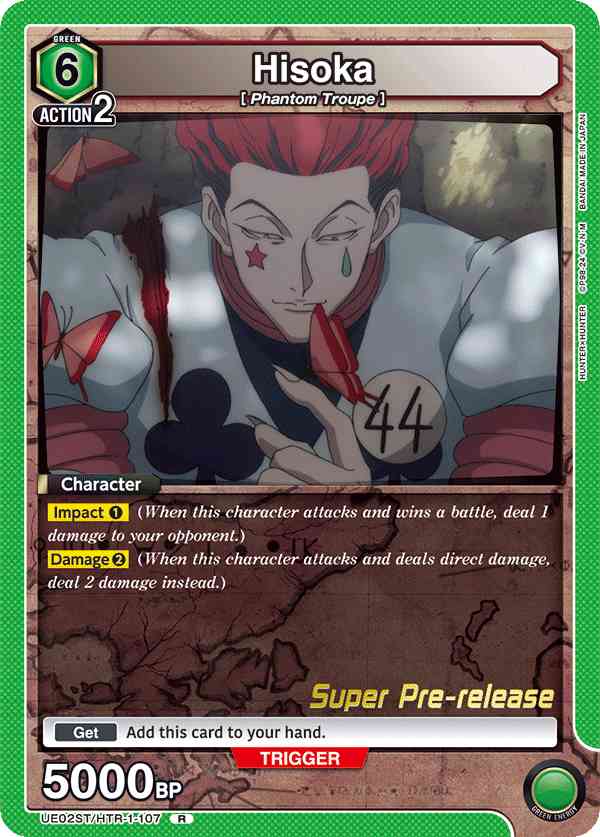 GREEN
6
ACTION2
Hisoka
[ Phantom Troupe ]
HUNTER×HUNTER ©P98-24 ©V, N, M BANDAI MADE IN JAPAN
44
Character
Impact 1 (When this character attacks and wins a battle, deal 1
damage to your opponent.)
Damage 2 (When this character attacks and deals direct damage,
deal 2 damage instead.)
Super Pre-release
Get Add this card to your hand.
TRIGGER
5000BP
UE02ST/HTR-1-107 R
GREEN ENERGY